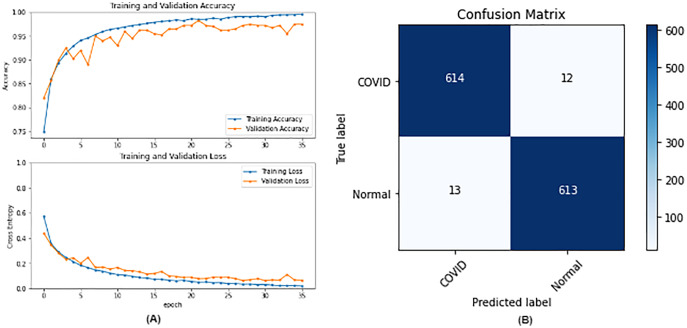 Training and Validation Accuracy
1.00
0.95
0.90
0.85
0.80
0.75
Accuracy
Training Accuracy
Validation Accuracy
0 5 10 15 20 25 30 35
Training and Validation Loss
1.0
0.8
0.6
0.4
0.2
0.0
Cross Entropy
Training Loss
Validation Loss
0 5 10 15 20 25 30 35
epoch
(A)
Confusion Matrix
True label
COVID
614 12
Normal
13 613
COVID Normal
Predicted label
600
500
400
300
200
100
(B)